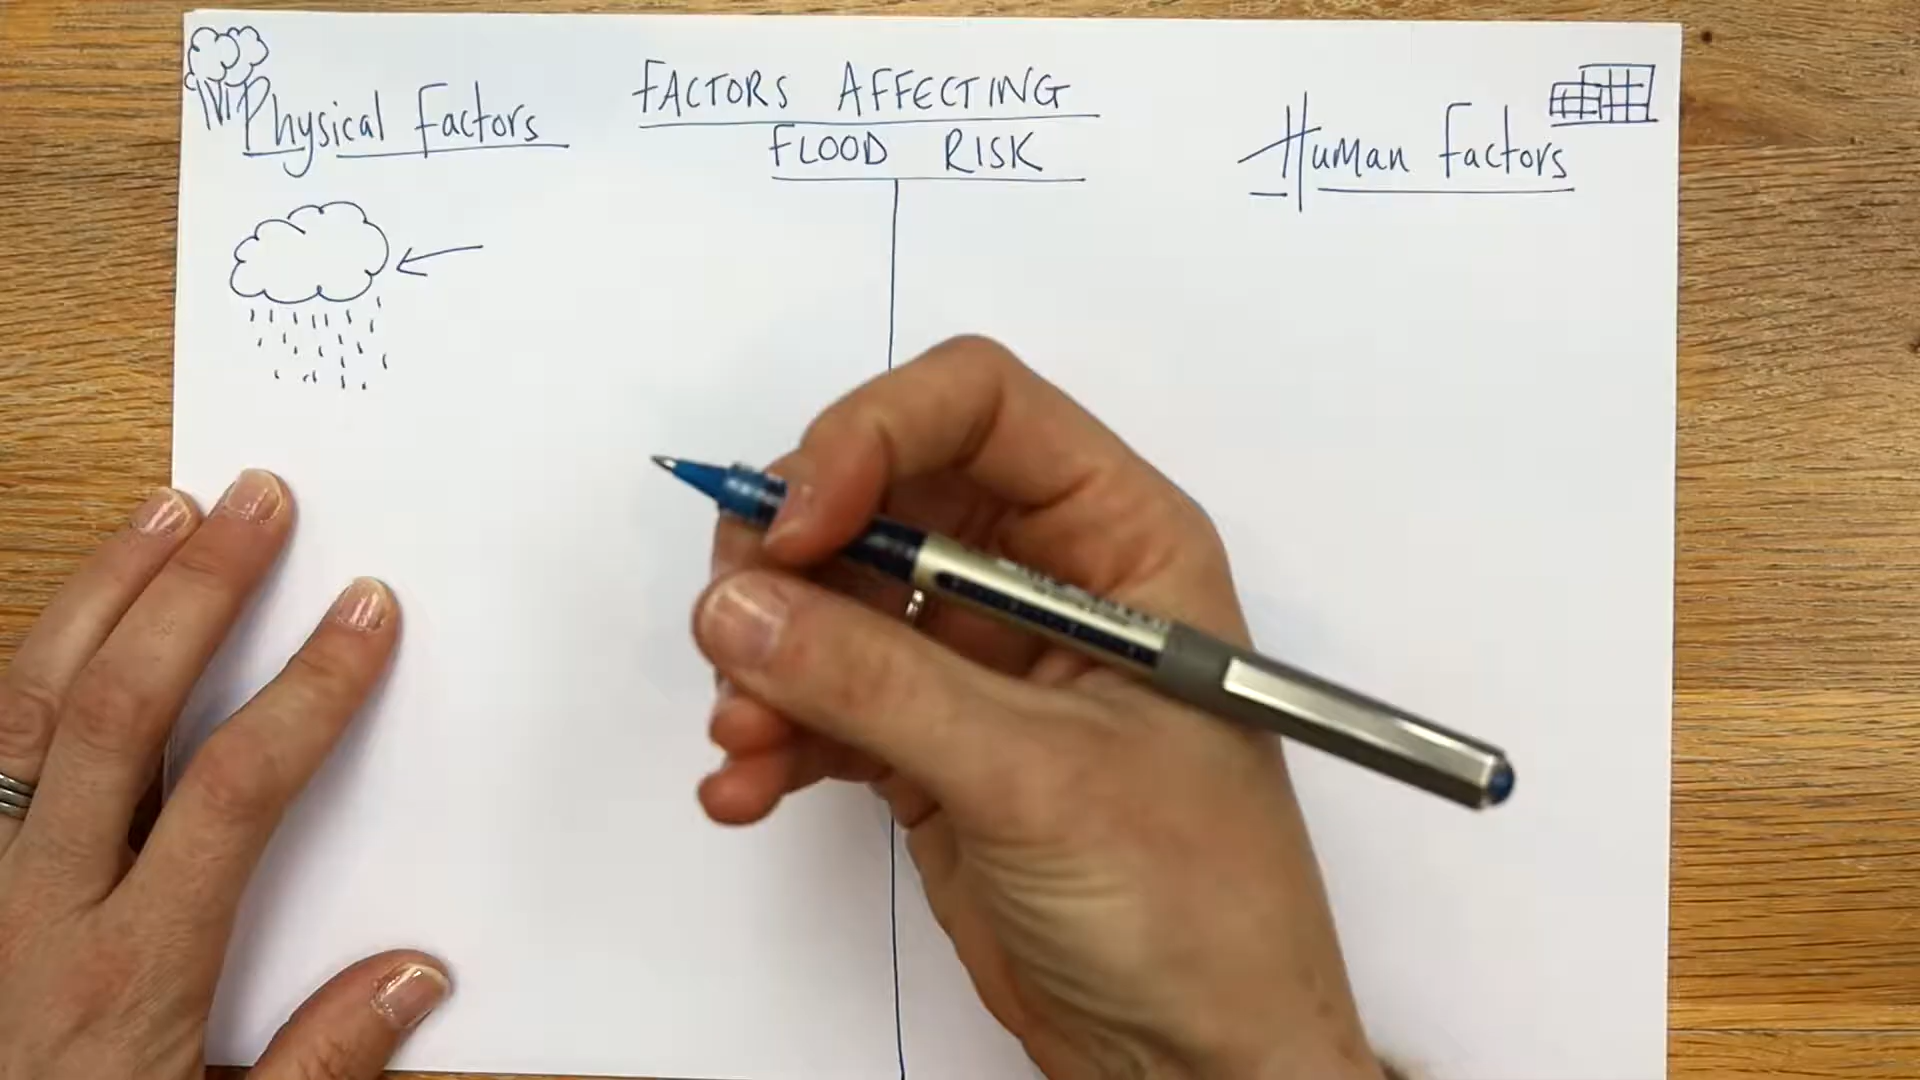 FACTORS AFFECTING
FLOOD RISK
Physical Factors
Human Factors